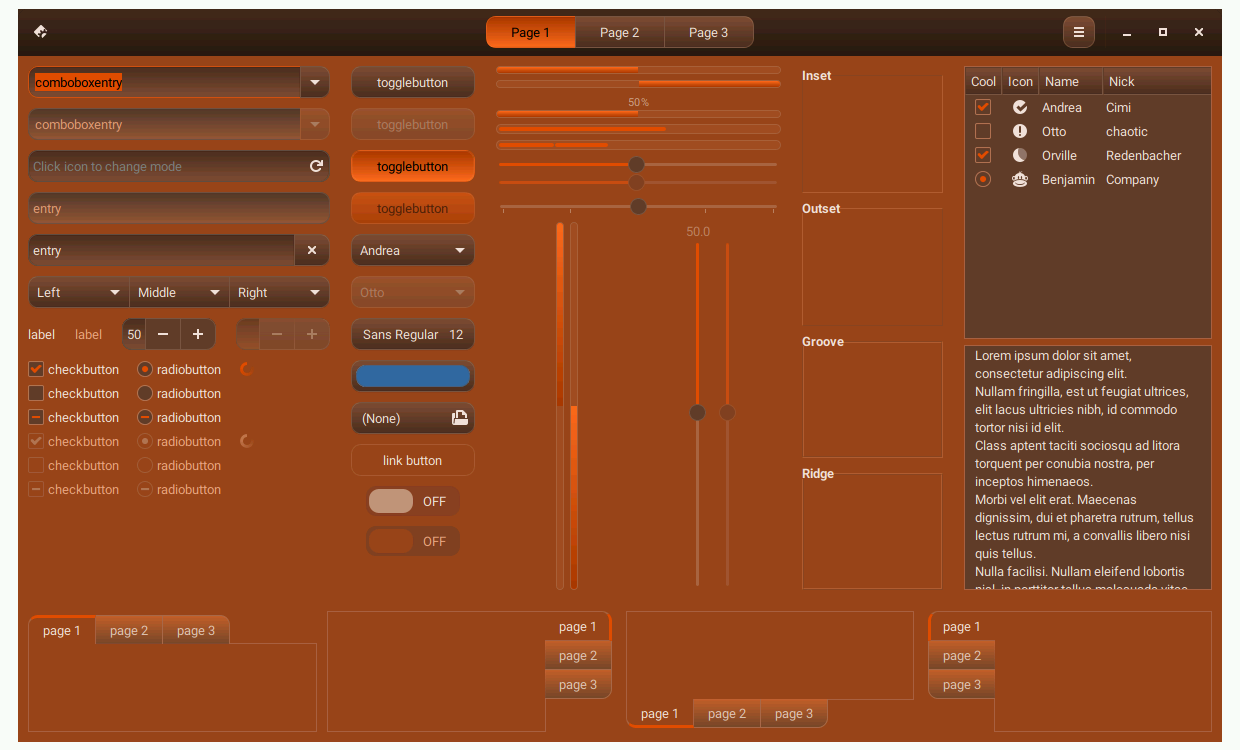 Page 1 Page 2 Page 3
comboboxentry
comboboxentry
Click icon to change mode
entry
entry
Left Middle Right
label label 50
checkbutton radiobutton
checkbutton radiobutton
checkbutton radiobutton
checkbutton radiobutton
checkbutton radiobutton
checkbutton radiobutton
togglebutton
togglebutton
togglebutton
togglebutton
Andrea
Otto
Sans Regular 12
(None)
link button
OFF
OFF
50%
50.0
Inset
Outset
Groove
Ridge
Cool Icon Name Nick
Andrea Cimi
Otto chaotic
Orville Redenbacher
Benjamin Company
Lorem ipsum dolor sit amet,
consectetur adipiscing elit.
Nullam fringilla, est ut feugiat ultrices,
elit lacus ultricies nibh, id commodo
tortor nisi id elit.
Class aptent taciti sociosqu ad litora
torquent per conubia nostra, per
inceptos himenaeos.
Morbi vel elit erat. Maecenas
dignissim, dui et pharetra rutrum, tellus
lectus rutrum mi, a convallis libero nisi
quis tellus.
Nulla facilisi. Nullam eleifend lobortis
page 1 page 2 page 3
page 1
page 2
page 3
page 1 page 2 page 3
page 1
page 2
page 3